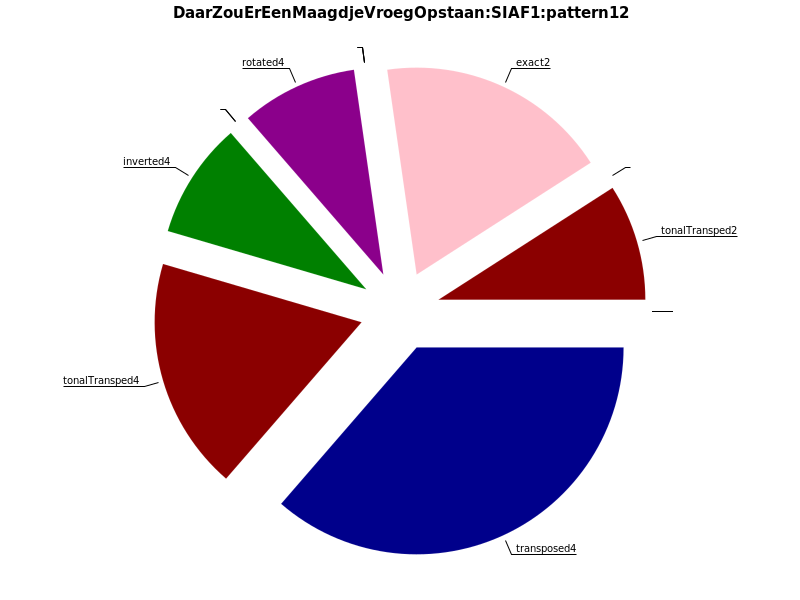 DaarZouErEenMaagdjeVroegOpstaan:SIAF1:pattern12
rotated4
exact2
inverted4
tonalTransped2
tonalTransped4
transposed4